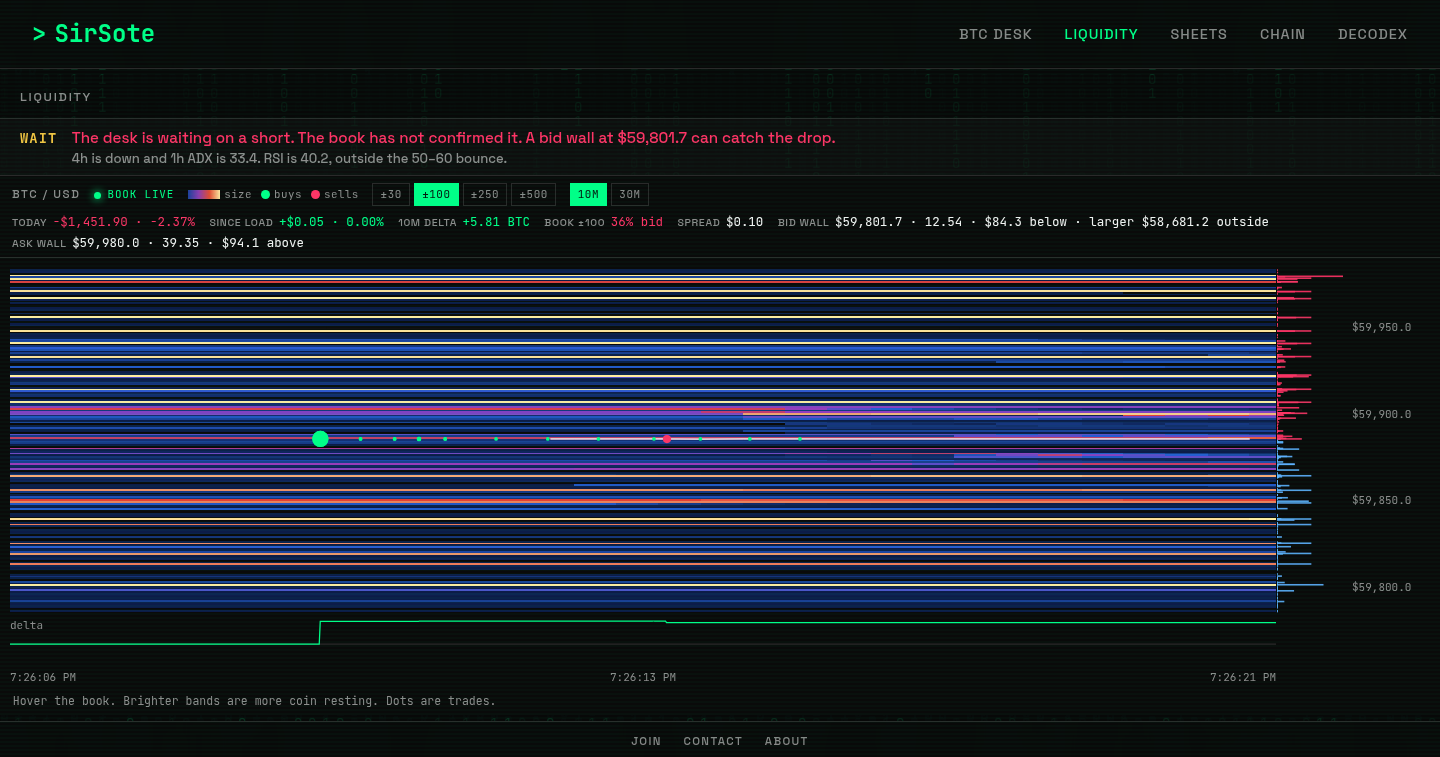 > SirSote
BTC DESK LIQUIDITY SHEETS CHAIN DECODEX
LIQUIDITY
WAIT The desk is waiting on a short. The book has not confirmed it. A bid wall at $59,801.7 can catch the drop.
4h is down and 1h ADX is 33.4. RSI is 40.2, outside the 50–60 bounce.
BTC / USD BOOK LIVE size buys sells ±30 ±100 ±250 ±500 10M 30M
TODAY -$1,451.90 · -2.37% SINCE LOAD +$0.05 · 0.00% 10M DELTA +5.81 BTC BOOK ±100 36% bid SPREAD $0.10 BID WALL $59,801.7 · 12.54 · $84.3 below · larger $58,681.2 outside
ASK WALL $59,980.0 · 39.35 · $94.1 above
$59,950.0
$59,900.0
$59,850.0
$59,800.0
delta
7:26:06 PM 7:26:13 PM 7:26:21 PM
Hover the book. Brighter bands are more coin resting. Dots are trades.
JOIN CONTACT ABOUT